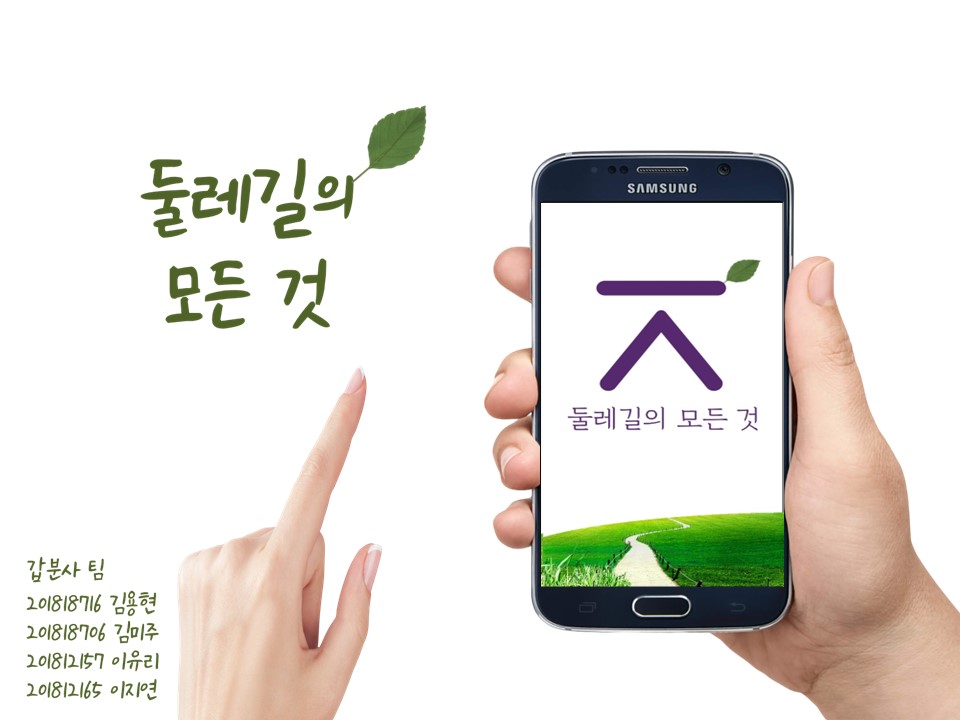 둘레길의
모든 것
SAMSUNG
둘레길의 모든 것
갑분사 팀
201818716 김용현
201818706 김미주
201812157 이유리
201812165 이지연